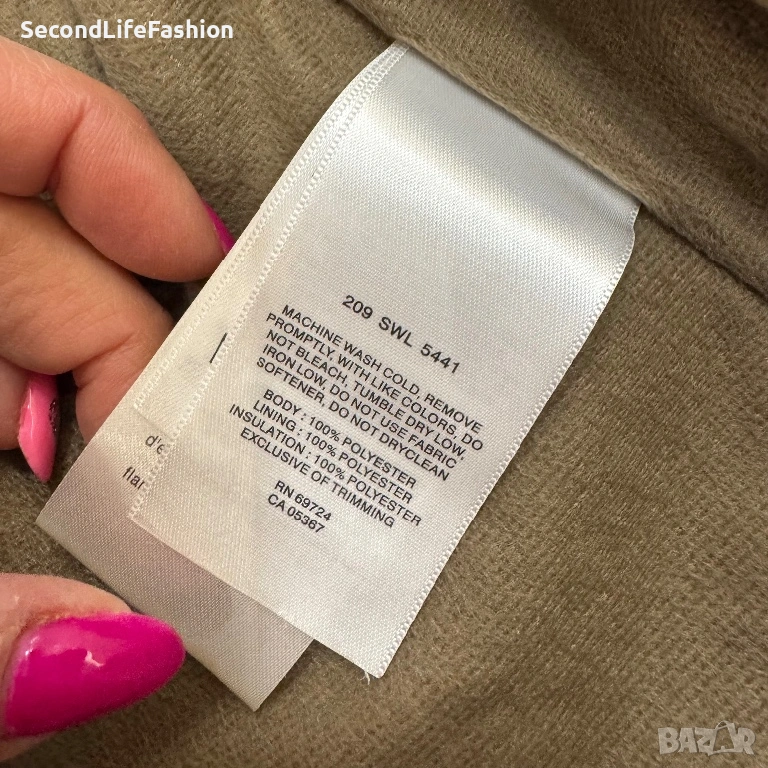 SecondLifeFashion
209 SWL 5441
MACHINE WASH COLD, REMOVE
PROMPTLY, WITH LIKE COLORS, DO
NOT BLEACH, TUMBLE DRY LOW,
IRON LOW, DO NOT USE FABRIC
SOFTENER, DO NOT DRYCLEAN
BODY : 100% POLYESTER
LINING : 100% POLYESTER
INSULATION : 100% POLYESTER
EXCLUSIVE OF TRIMMING
RN 69724
CA 05367
BAZAR